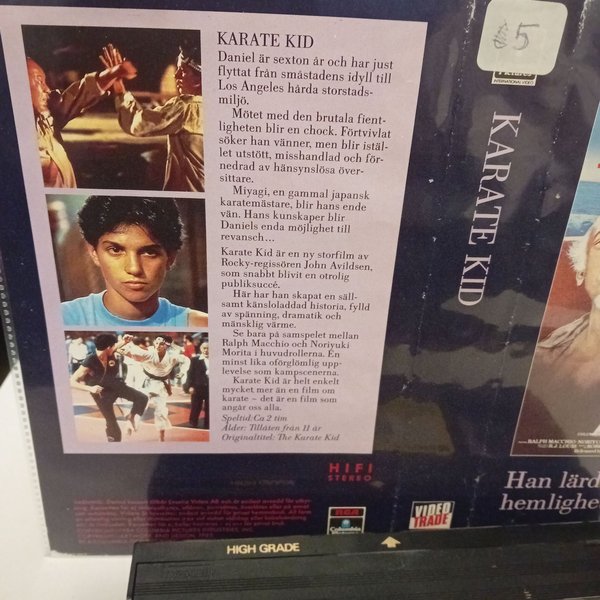 KARATE KID
Daniel är sexton år och har just
flyttat från småstadens idyll till
Los Angeles hårda storstads-
miljö.
Mötet med den brutala fient-
ligheten blir en chock. Förtvivlat
söker han vänner, men blir istäl-
let utstött, misshandlad och för-
nedrad av hänsynslösa över-
sittare.
Miyagi, en gammal japansk
karatemästare, blir hans ende
vän. Hans kunskaper blir
Daniels enda möjlighet till
revansch...
Karate Kid är en ny storfilm av
Rocky-regissören John Avildsen,
som snabbt blivit en otrolig
publiksuccé.
Här har han skapat en säll-
samt känsloladdad historia, fylld
av spänning, dramatik och
mänsklig värme.
Se bara på samspelet mellan
Ralph Macchio och Noriyuki
Morita i huvudrollerna. En
minst lika oförglömlig upp-
levelse som kampscenerna.
Karate Kid är helt enkelt
mycket mer än en film om
karate – det är en film som
angår oss alla.
Speltid: Ca 2 tim
Ålder: Tillåten från 11 år
Originaltitel: The Karate Kid
HIFI
STEREO
RCA
Columbia
VIDEO
TRADE
5
INTERNATIONAL VIDEO
KARATE KID
RALPH MACCHIO
Han lärd
hemlighe
HIGH GRADE